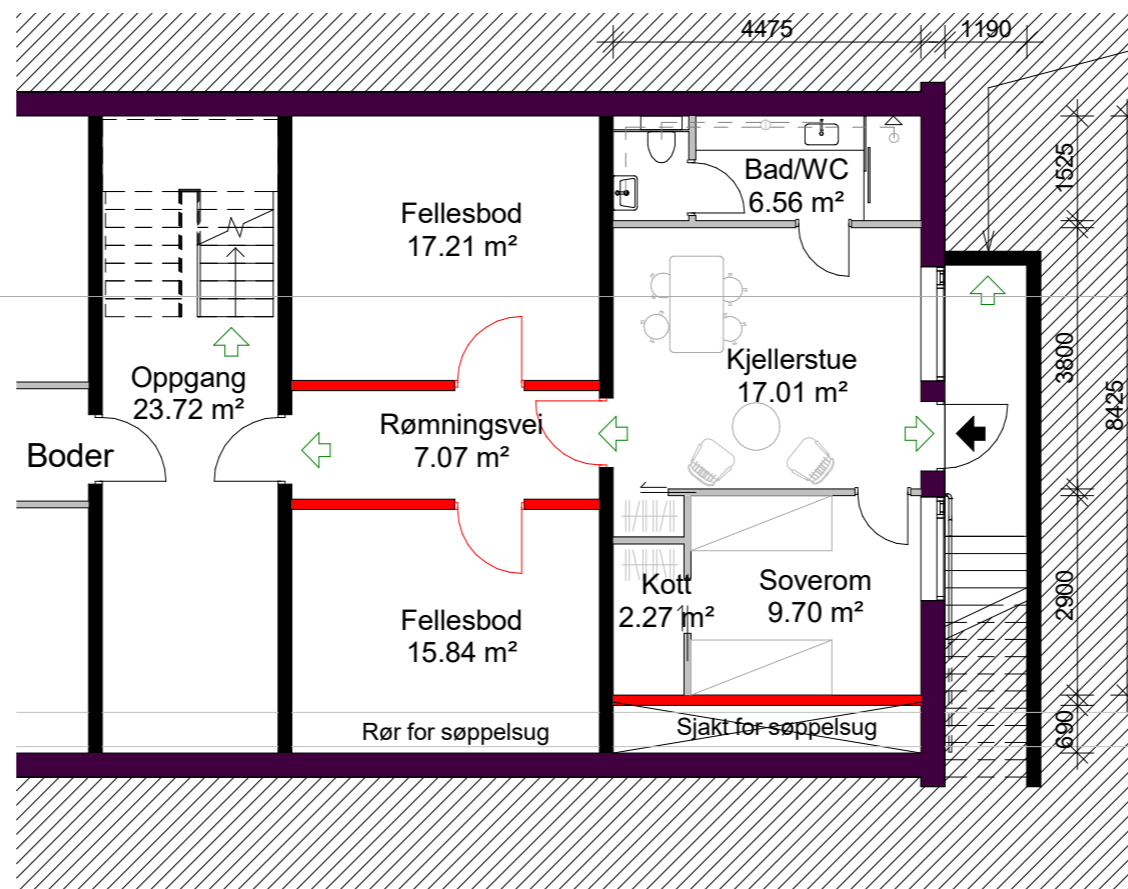 4475
1190
Bad/WC
6.56 m²
1525
Fellesbod
17.21 m²
Oppgang
23.72 m²
Kjellerstue
17.01 m²
3800
8425
Boder
Rømningsvei
7.07 m²
Fellesbod
15.84 m²
Kott
2.27 m²
Soverom
9.70 m²
2900
Rør for søppelsug
Sjakt for søppelsug
690